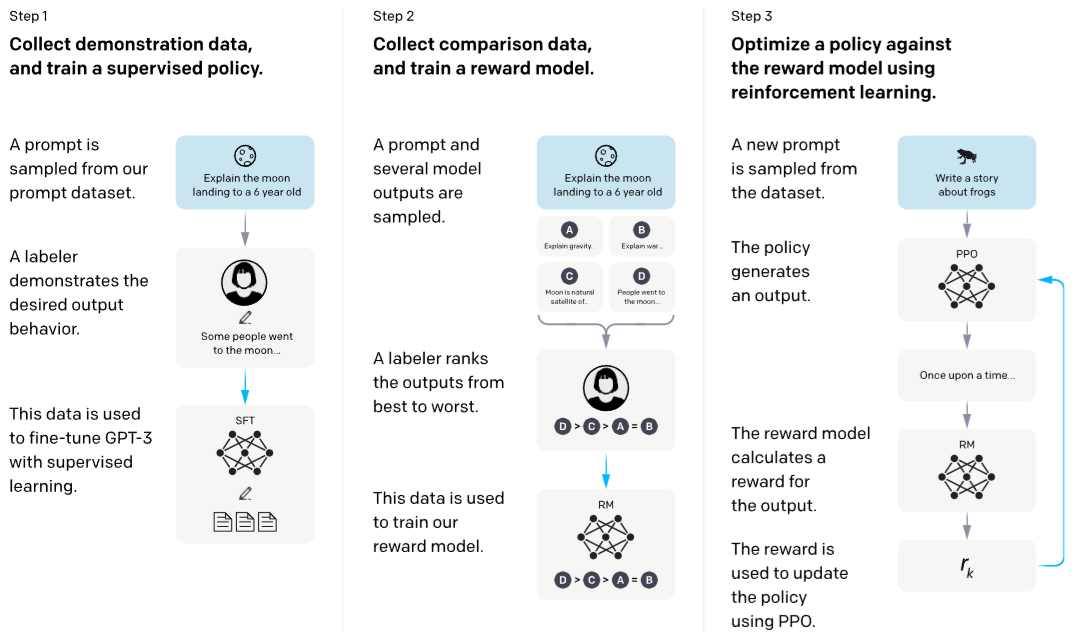 Step 1
Collect demonstration data,
and train a supervised policy.
A prompt is
sampled from our
prompt dataset.
Explain the moon
landing to a 6 year old
A labeler
demonstrates the
desired output
behavior.
Some people went
to the moon...
This data is used
to fine-tune GPT-3
with supervised
learning.
SFT
Step 2
Collect comparison data,
and train a reward model.
A prompt and
several model
outputs are
sampled.
Explain the moon
landing to a 6 year old
A
Explain gravity...
B
Explain war...
C
Moon is natural
satellite of...
D
People went to
the moon...
A labeler ranks
the outputs from
best to worst.
D > C > A = B
This data is used
to train our
reward model.
RM
D > C > A = B
Step 3
Optimize a policy against
the reward model using
reinforcement learning.
A new prompt
is sampled from
the dataset.
Write a story
about frogs
The policy
generates
an output.
PPO
Once upon a time...
The reward model
calculates a
reward for
the output.
RM
The reward is
used to update
the policy
using PPO.
rk